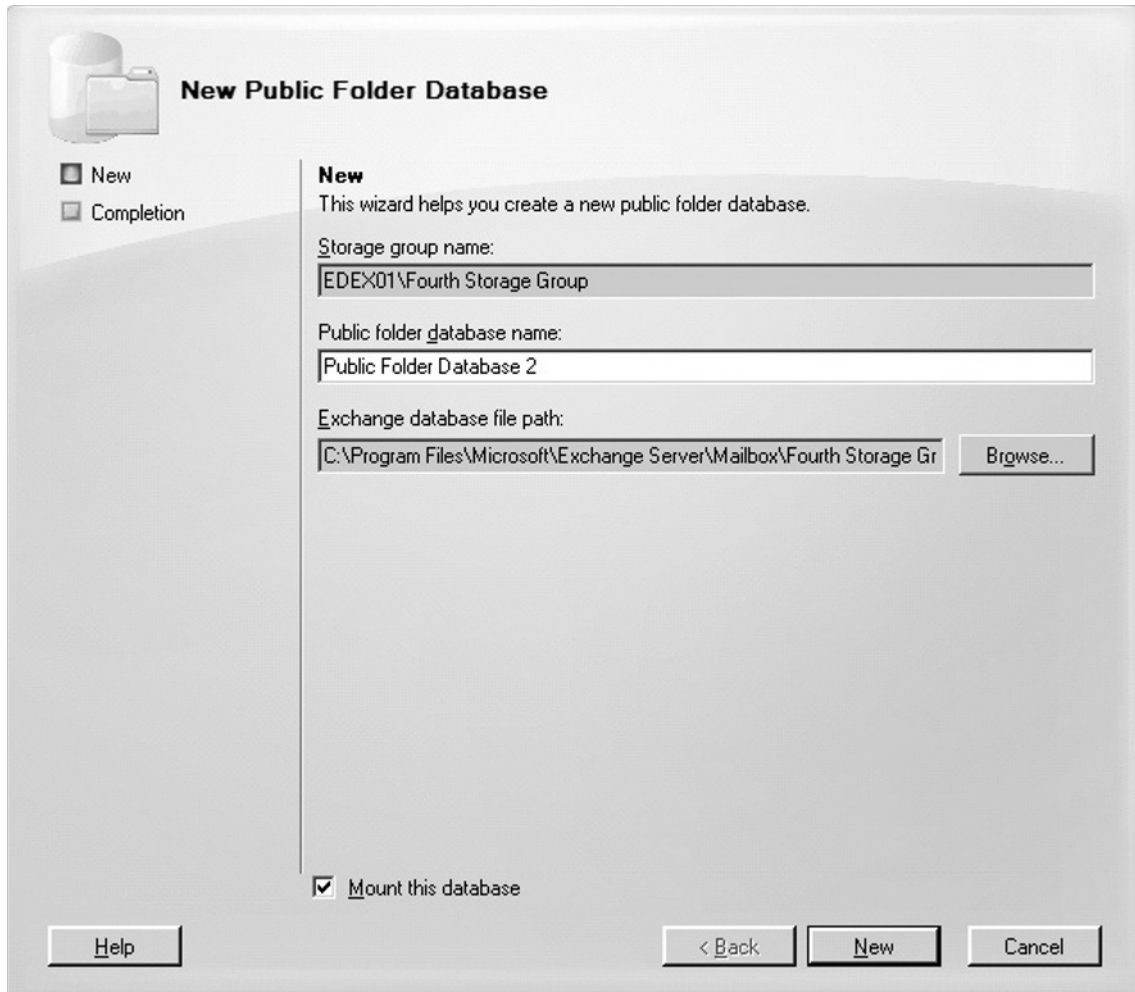 New Public Folder Database
New
Completion
New
This wizard helps you create a new public folder database.
Storage group name:
EDEX01\Fourth Storage Group
Public folder database name:
Public Folder Database 2
Exchange database file path:
C:\Program Files\Microsoft\Exchange Server\Mailbox\Fourth Storage Gr
Browse...
Mount this database
Help
< Back
New
Cancel